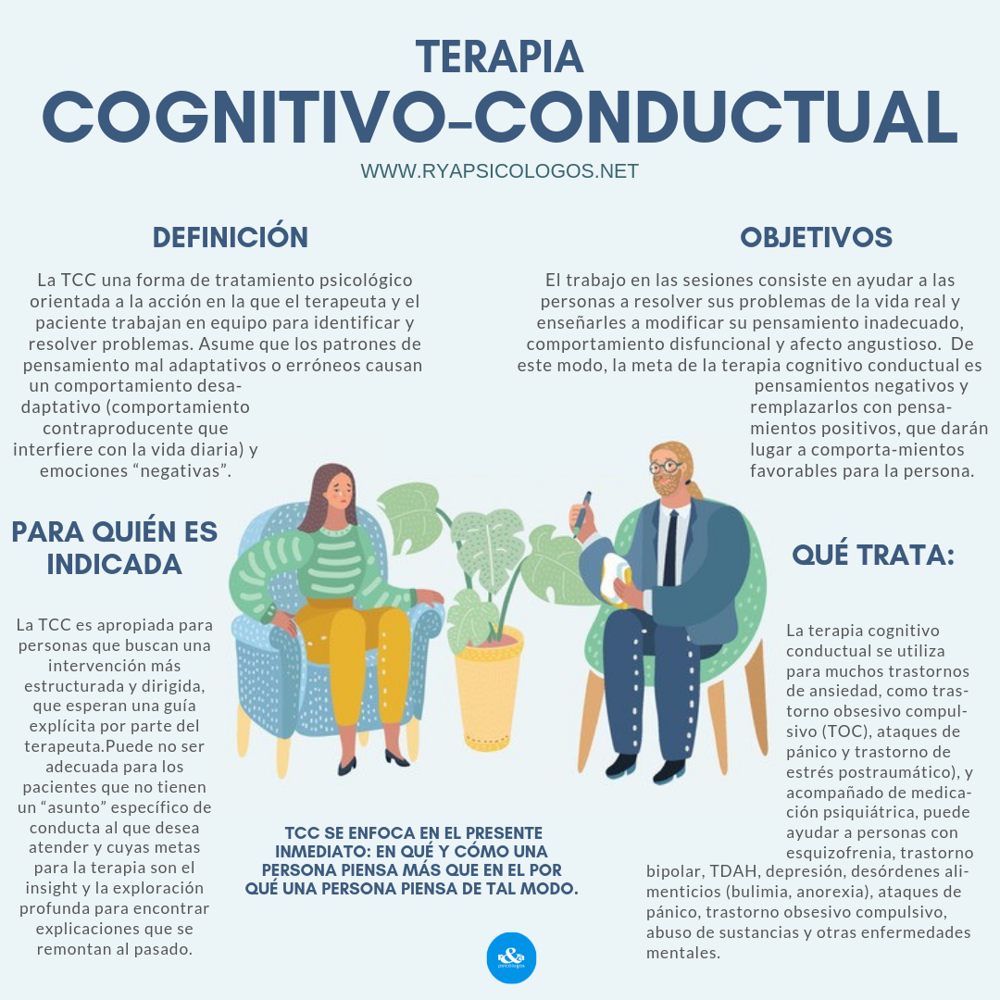 TERAPIA
COGNITIVO-CONDUCTUAL
WWW.RYAPSICOLOGOS.NET
DEFINICIÓN
La TCC una forma de tratamiento psicológico
orientada a la acción en la que el terapeuta y el
paciente trabajan en equipo para identificar y
resolver problemas. Asume que los patrones de
pensamiento mal adaptativos o erróneos causan
un comportamiento desa-
daptativo (comportamiento
contraproducente que
interfiere con la vida diaria) y
emociones “negativas”.
OBJETIVOS
El trabajo en las sesiones consiste en ayudar a las
personas a resolver sus problemas de la vida real y
enseñarles a modificar su pensamiento inadecuado,
comportamiento disfuncional y afecto angustioso. De
este modo, la meta de la terapia cognitivo conductual es
pensamientos negativos y
remplazarlos con pensa-
mientos positivos, que darán
lugar a comporta-mientos
favorables para la persona.
PARA QUIÉN ES
INDICADA
La TCC es apropiada para
personas que buscan una
intervención más
estructurada y dirigida,
que esperan una guía
explícita por parte del
terapeuta.Puede no ser
adecuada para los
pacientes que no tienen
un “asunto” específico de
conducta al que desea
atender y cuyas metas
para la terapia son el
insight y la exploración
profunda para encontrar
explicaciones que se
remontan al pasado.
QUÉ TRATA:
La terapia cognitivo
conductual se utiliza
para muchos trastornos
de ansiedad, como tras-
torno obsesivo compul-
sivo (TOC), ataques de
pánico y trastorno de
estrés postraumático), y
acompañado de medica-
ción psiquiátrica, puede
ayudar a personas con
esquizofrenia, trastorno
bipolar, TDAH, depresión, desórdenes ali-
menticios (bulimia, anorexia), ataques de
pánico, trastorno obsesivo compulsivo,
abuso de sustancias y otras enfermedades
mentales.
TCC SE ENFOCA EN EL PRESENTE
INMEDIATO: EN QUÉ Y CÓMO UNA
PERSONA PIENSA MÁS QUE EN EL POR
QUÉ UNA PERSONA PIENSA DE TAL MODO.
r&a
psicólogos